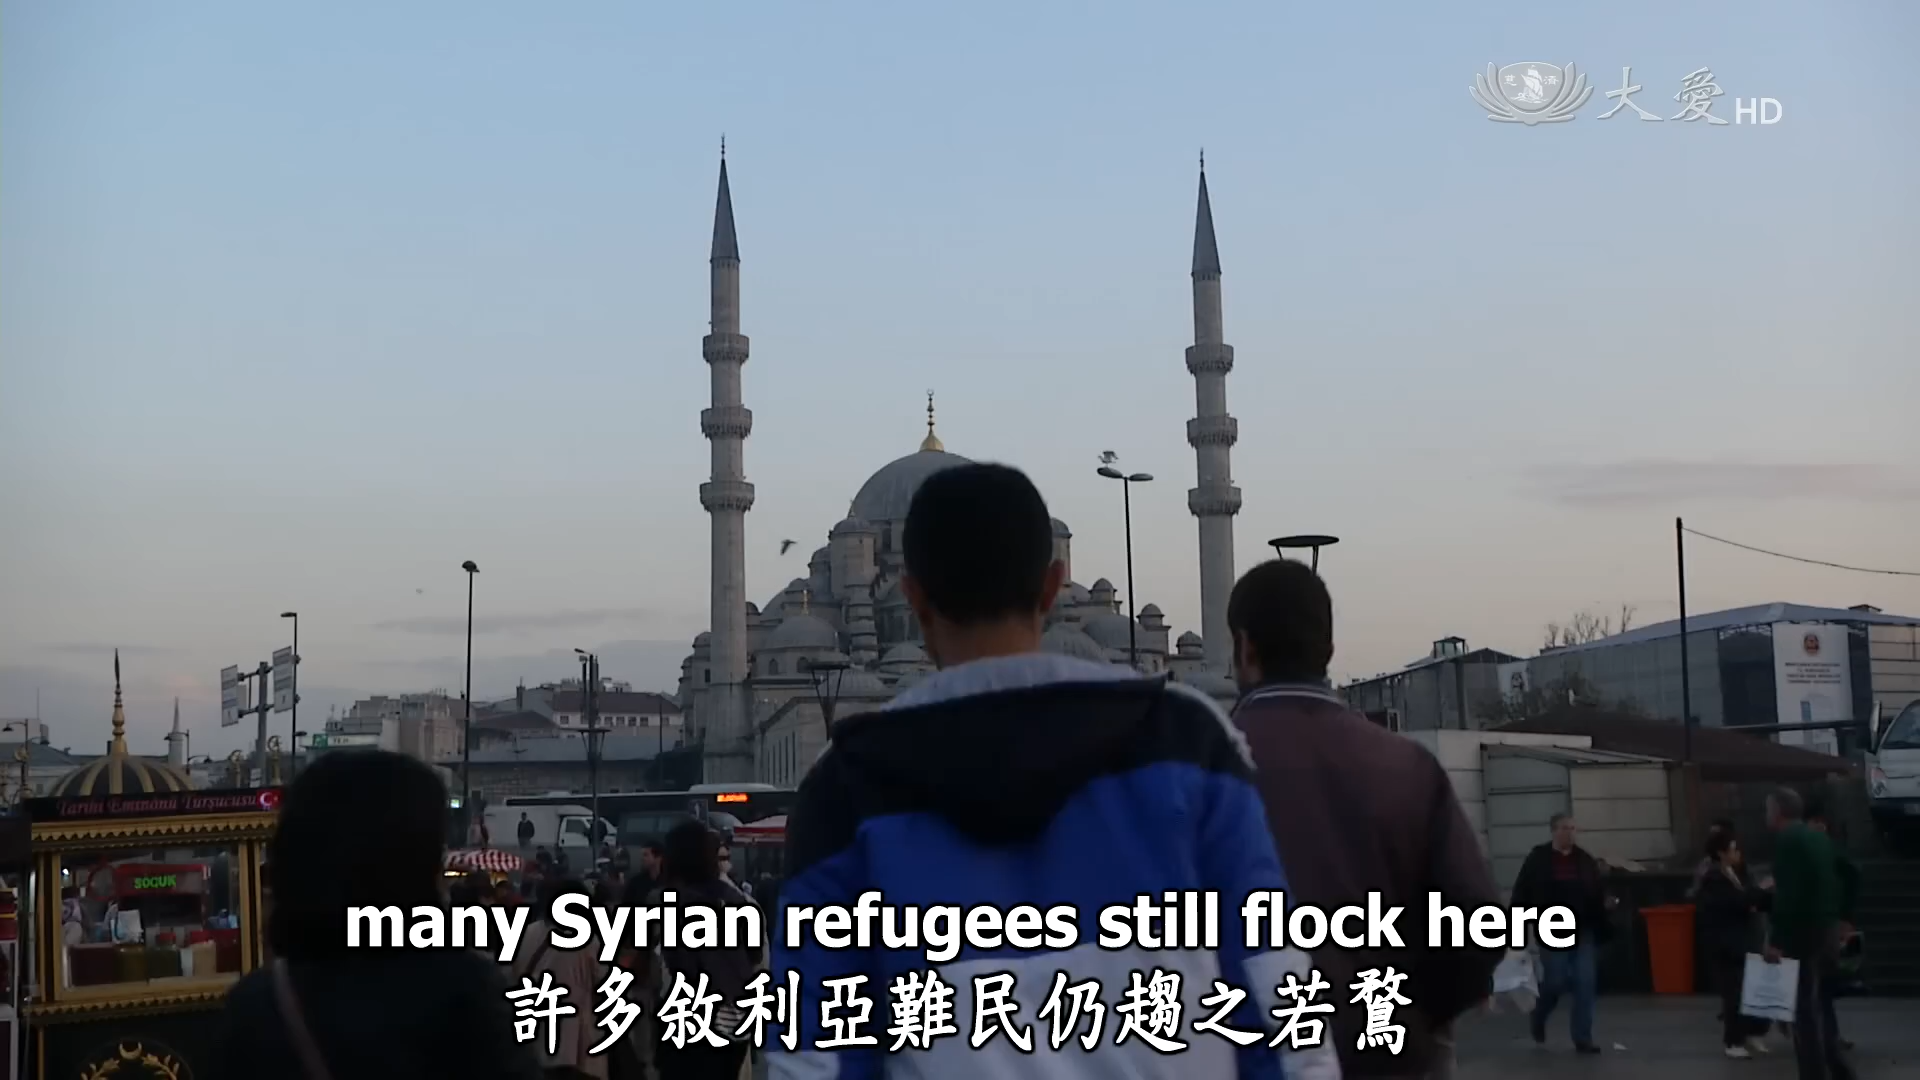 大愛HD
Tarihi Eminönü Turşucusu
SOĞUK
many Syrian refugees still flock here
許多敘利亞難民仍趨之若鶩